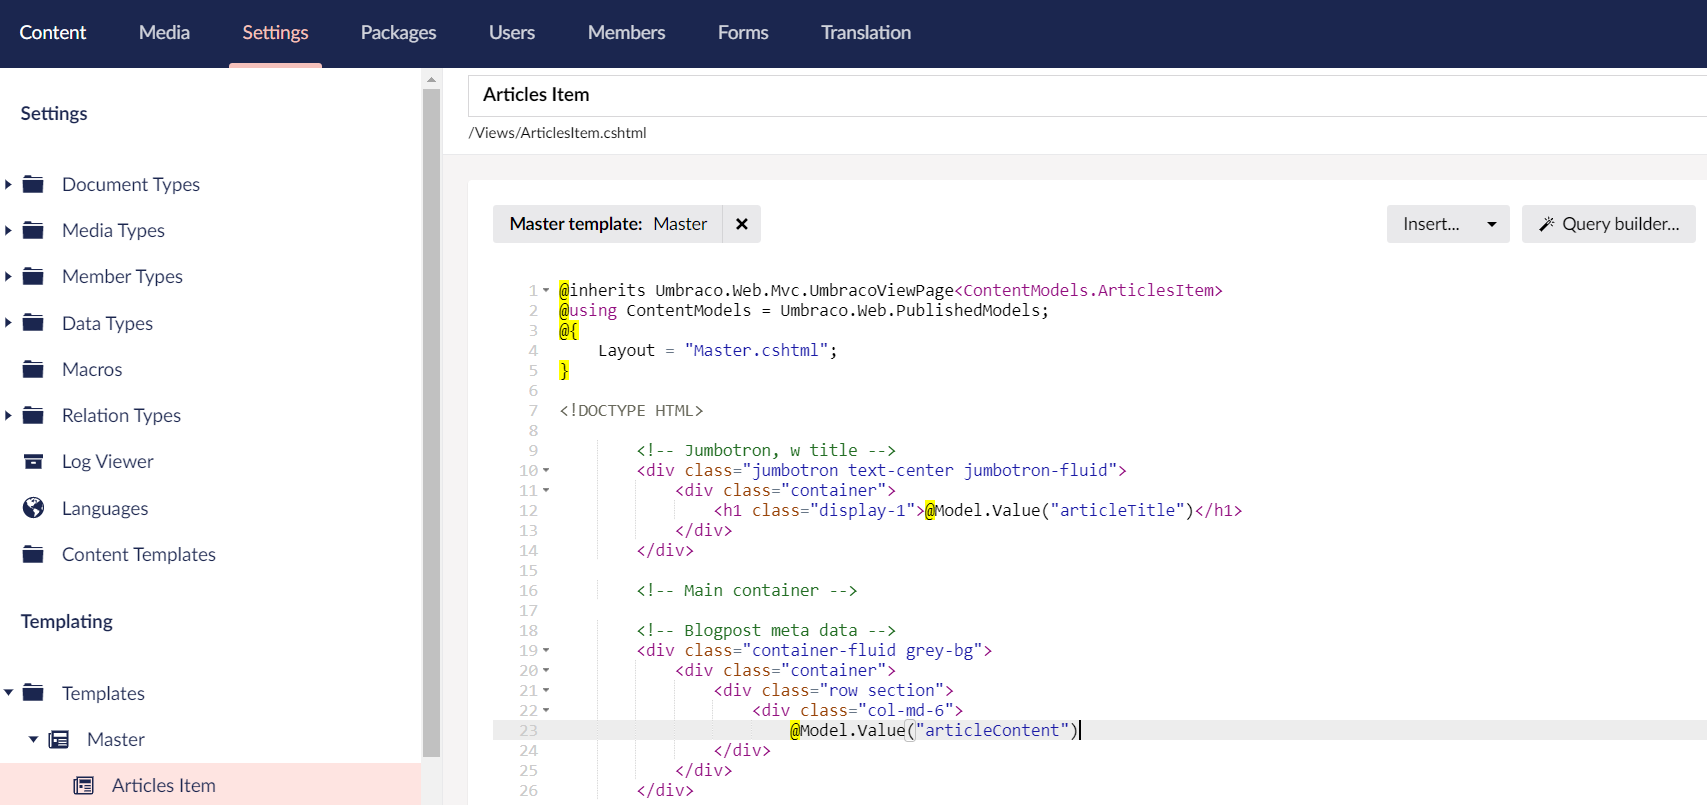 Content Media Settings Packages Users Members Forms Translation
Settings
Document Types
Media Types
Member Types
Data Types
Macros
Relation Types
Log Viewer
Languages
Content Templates
Templating
Templates
Master
Articles Item
Articles Item
/Views/ArticlesItem.cshtml
Master template: Master ×
Insert... Query builder...
1 @inherits Umbraco.Web.Mvc.UmbracoViewPage<ContentModels.ArticlesItem>
2 @using ContentModels = Umbraco.Web.PublishedModels;
3 @{
4     Layout = "Master.cshtml";
5 }
6
7 <!DOCTYPE HTML>
8
9         <!-- Jumbotron, w title -->
10         <div class="jumbotron text-center jumbotron-fluid">
11             <div class="container">
12                 <h1 class="display-1">@Model.Value("articleTitle")</h1>
13             </div>
14         </div>
15
16         <!-- Main container -->
17
18         <!-- Blogpost meta data -->
19         <div class="container-fluid grey-bg">
20             <div class="container">
21                 <div class="row section">
22                     <div class="col-md-6">
23                         @Model.Value("articleContent")
24                 </div>
25             </div>
26         </div>